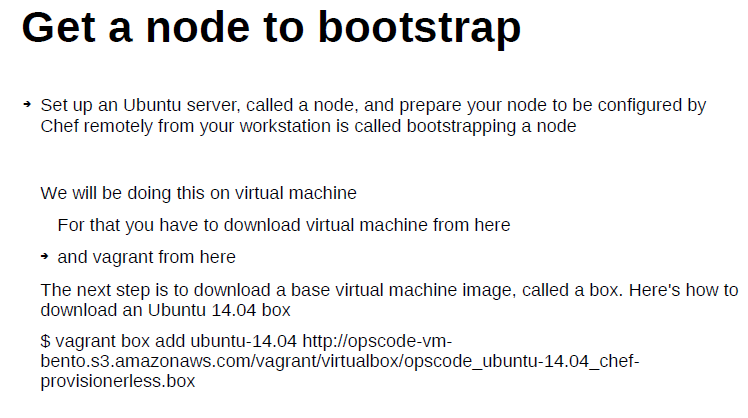 Get a node to bootstrap
➔ Set up an Ubuntu server, called a node, and prepare your node to be configured by
Chef remotely from your workstation is called bootstrapping a node
We will be doing this on virtual machine
For that you have to download virtual machine from here
➔ and vagrant from here
The next step is to download a base virtual machine image, called a box. Here's how to
download an Ubuntu 14.04 box
$ vagrant box add ubuntu-14.04 http://opscode-vm-
bento.s3.amazonaws.com/vagrant/virtualbox/opscode_ubuntu-14.04_chef-
provisionerless.box